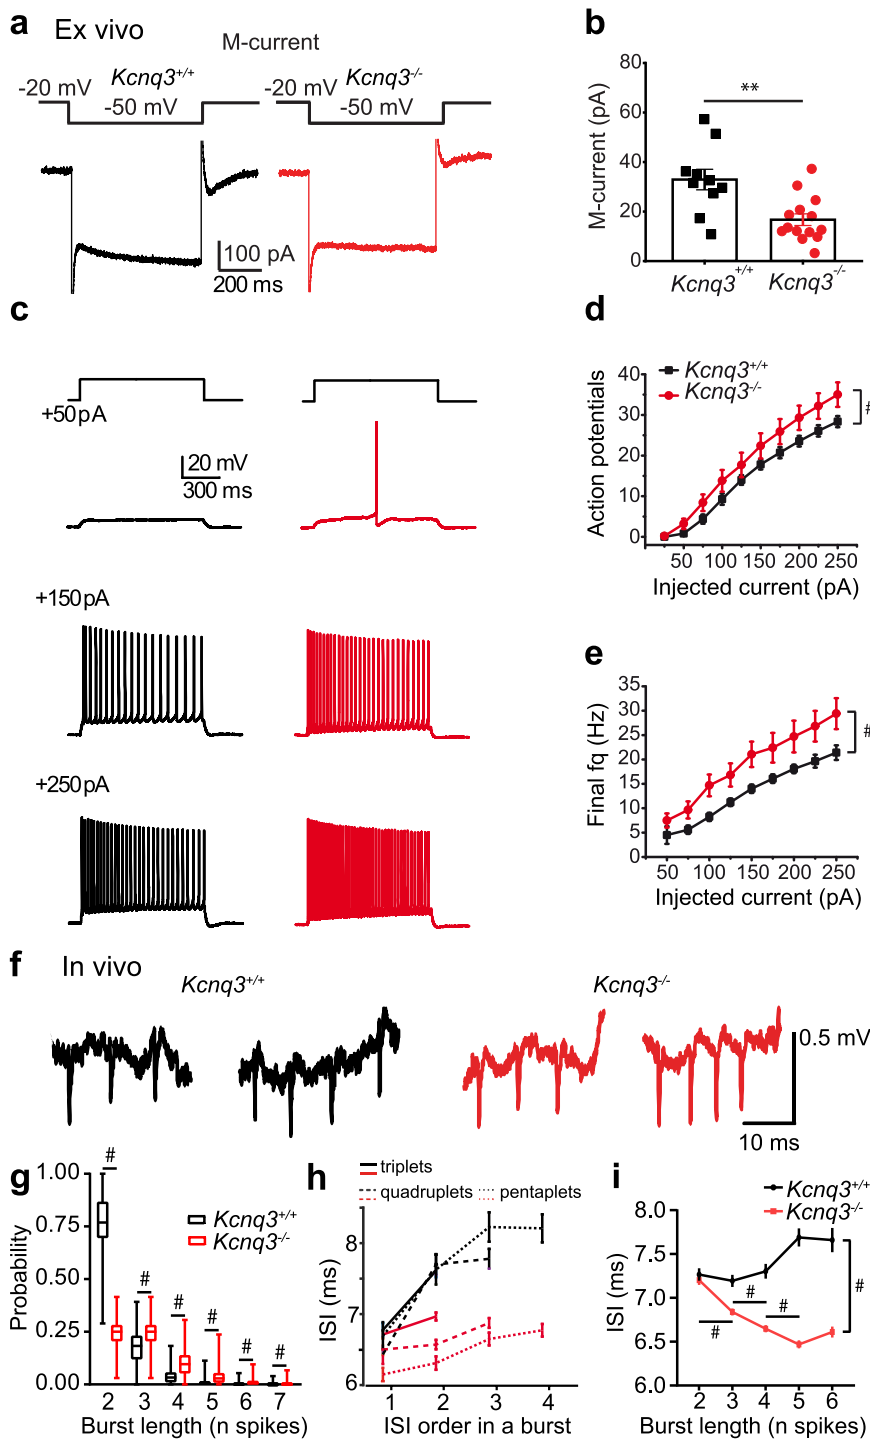 a Ex vivo
M-current
Kcnq3+/+ Kcnq3-/-
-20 mV -50 mV -20 mV -50 mV
100 pA
200 ms
b
M-current (pA)
80
60
40
20
0
**
Kcnq3+/+ Kcnq3-/-
c
+50pA
20 mV
300 ms
+150pA
+250pA
d
Kcnq3+/+
Kcnq3-/-
Action potentials
40
30
20
10
0
#
50 100 150 200 250
Injected current (pA)
e
Final fq (Hz)
35
30
25
20
15
10
5
0
#
50 100 150 200 250
Injected current (pA)
f In vivo
Kcnq3+/+ Kcnq3-/-
0.5 mV
10 ms
g
Probability
1.00
0.75
0.50
0.25
0.00
# # # # # #
Kcnq3+/+
Kcnq3-/-
2 3 4 5 6 7
Burst length (n spikes)
h
triplets
quadruplets pentaplets
ISI (ms)
8
7
6
1 2 3 4
ISI order in a burst
i
Kcnq3+/+
Kcnq3-/-
ISI (ms)
8.0
7.5
7.0
6.5
6.0
# # # #
2 3 4 5 6
Burst length (n spikes)